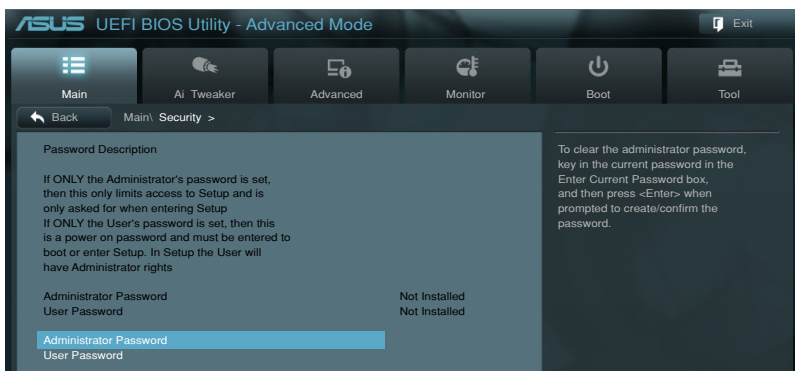 ASUS UEFI BIOS Utility - Advanced Mode
Exit
Main
Ai Tweaker
Advanced
Monitor
Boot
Tool
Back
Main\ Security >
Password Description
If ONLY the Administrator's password is set,
then this only limits access to Setup and is
only asked for when entering Setup
If ONLY the User's password is set, then this
is a power on password and must be entered to
boot or enter Setup. In Setup the User will
have Administrator rights
Administrator Password Not Installed
User Password Not Installed
Administrator Password
User Password
To clear the administrator password,
key in the current password in the
Enter Current Password box,
and then press <Enter> when
prompted to create/confirm the
password.